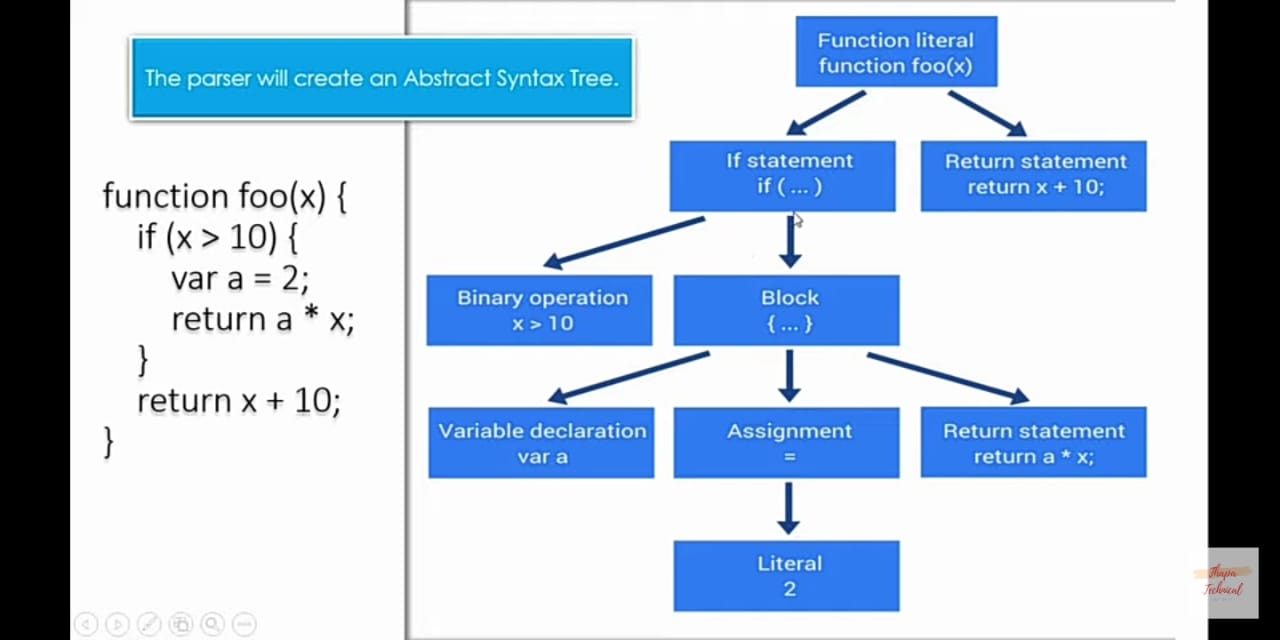 The parser will create an Abstract Syntax Tree.
function foo(x) {
if (x > 10) {
var a = 2;
return a * x;
}
return x + 10;
}
Function literal
function foo(x)
If statement
if ( ... )
Return statement
return x + 10;
Binary operation
x > 10
Block
{ ... }
Variable declaration
var a
Assignment
=
Return statement
return a * x;
Literal
2
Thapa
Technical